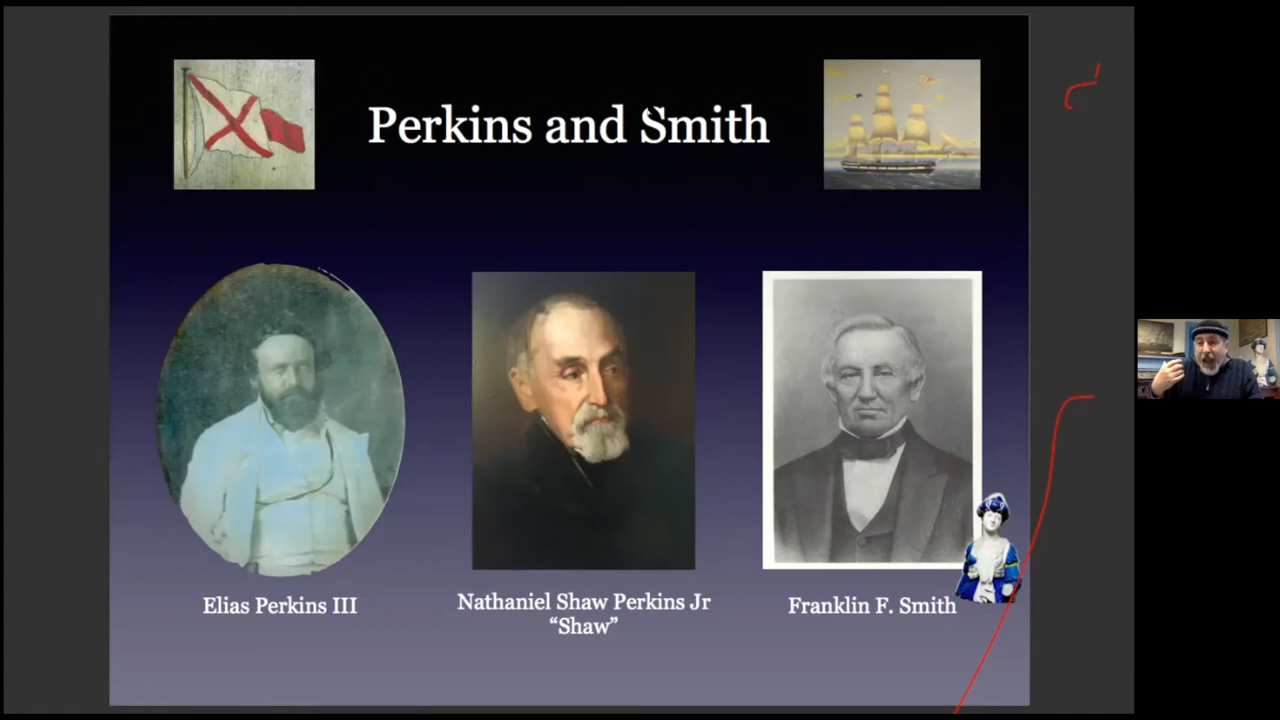 Perkins and Smith
Elias Perkins III
Nathaniel Shaw Perkins Jr
“Shaw”
Franklin F. Smith